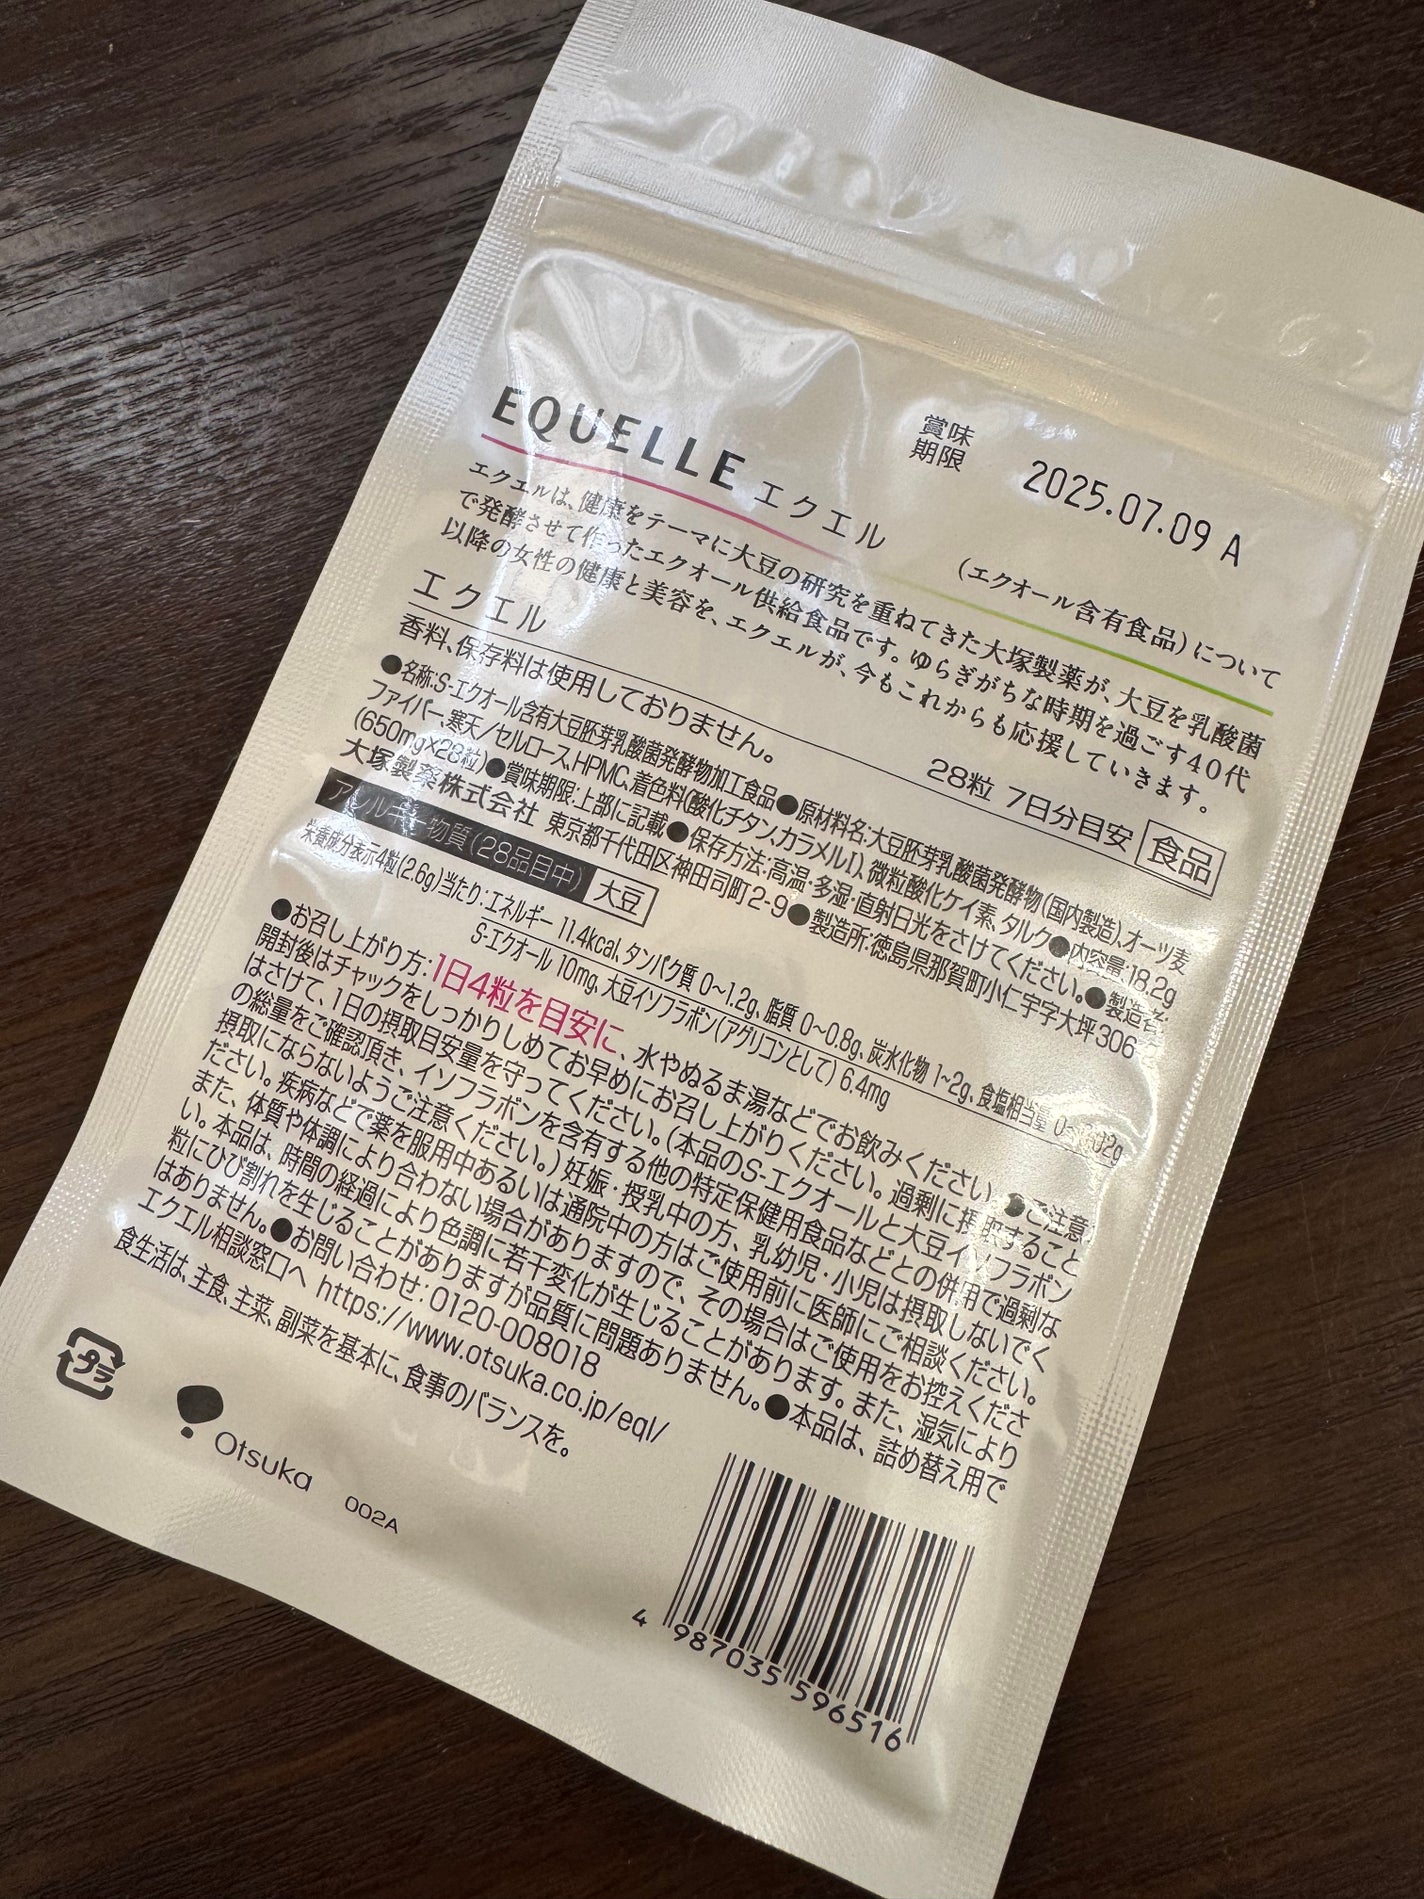 賞味
期限
2025.07.09 A
EQUELLE エクエル
(エクオール含有食品)について
エクエルは、健康をテーマに大豆の研究を重ねてきた大塚製薬が、大豆を乳酸菌
で発酵させて作ったエクオール供給食品です。ゆらぎがちな時期を過ごす40代
以降の女性の健康と美容を、エクエルが、今もこれからも応援していきます。
エクエル 28粒 7日分目安 食品
香料、保存料は使用しておりません。
●名称:S-エクオール含有大豆胚芽乳酸菌発酵物加工食品●原材料名:大豆胚芽乳酸菌発酵物(国内製造)、オーツ麦
ファイバー、寒天/セルロース、HPMC、着色料(酸化チタン、カラメルI)、微粒酸化ケイ素、タルク●内容量:18.2g
(650mg×28粒)●賞味期限:上部に記載●保存方法:高温・多湿・直射日光をさけてください。●製造者:
大塚製薬株式会社 東京都千代田区神田司町2-9●製造所:徳島県那賀町小仁宇字大坪306
アレルギー物質(28品目中) 大豆
栄養成分表示4粒(2.6g)当たり:エネルギー 11.4kcal、タンパク質 0~1.2g、脂質 0~0.8g、炭水化物 1~2g、食塩相当量 0~0.032g
S-エクオール 10mg、大豆イソフラボン(アグリコンとして) 6.4mg
●お召し上がり方:1日4粒を目安に、水やぬるま湯などでお飲みください。●ご注意:
開封後はチャックをしっかりしめてお早めにお召し上がりください。過剰に摂取すること
はさけて、1日の摂取目安量を守ってください。(本品のS-エクオールと大豆イソフラボン
の総量をご確認頂き、イソフラボンを含有する他の特定保健用食品などとの併用で過剰な
摂取にならないようご注意ください。)妊娠・授乳中の方、乳幼児・小児は摂取しないでく
ださい。疾病などで薬を服用中あるいは通院中の方はご使用前に医師にご相談ください。
また、体質や体調により合わない場合がありますので、その場合はご使用をお控えくださ
い。本品は、時間の経過により色調に若干変化が生じることがあります。また、湿気により
粒にひび割れを生じることがありますが品質に問題ありません。●本品は、詰め替え用で
はありません。●お問い合わせ:0120-008018
エクエル相談窓口へ https://www.otsuka.co.jp/eql/
食生活は、主食、主菜、副菜を基本に、食事のバランスを。
プラ
Otsuka 002A
4 987035 596516